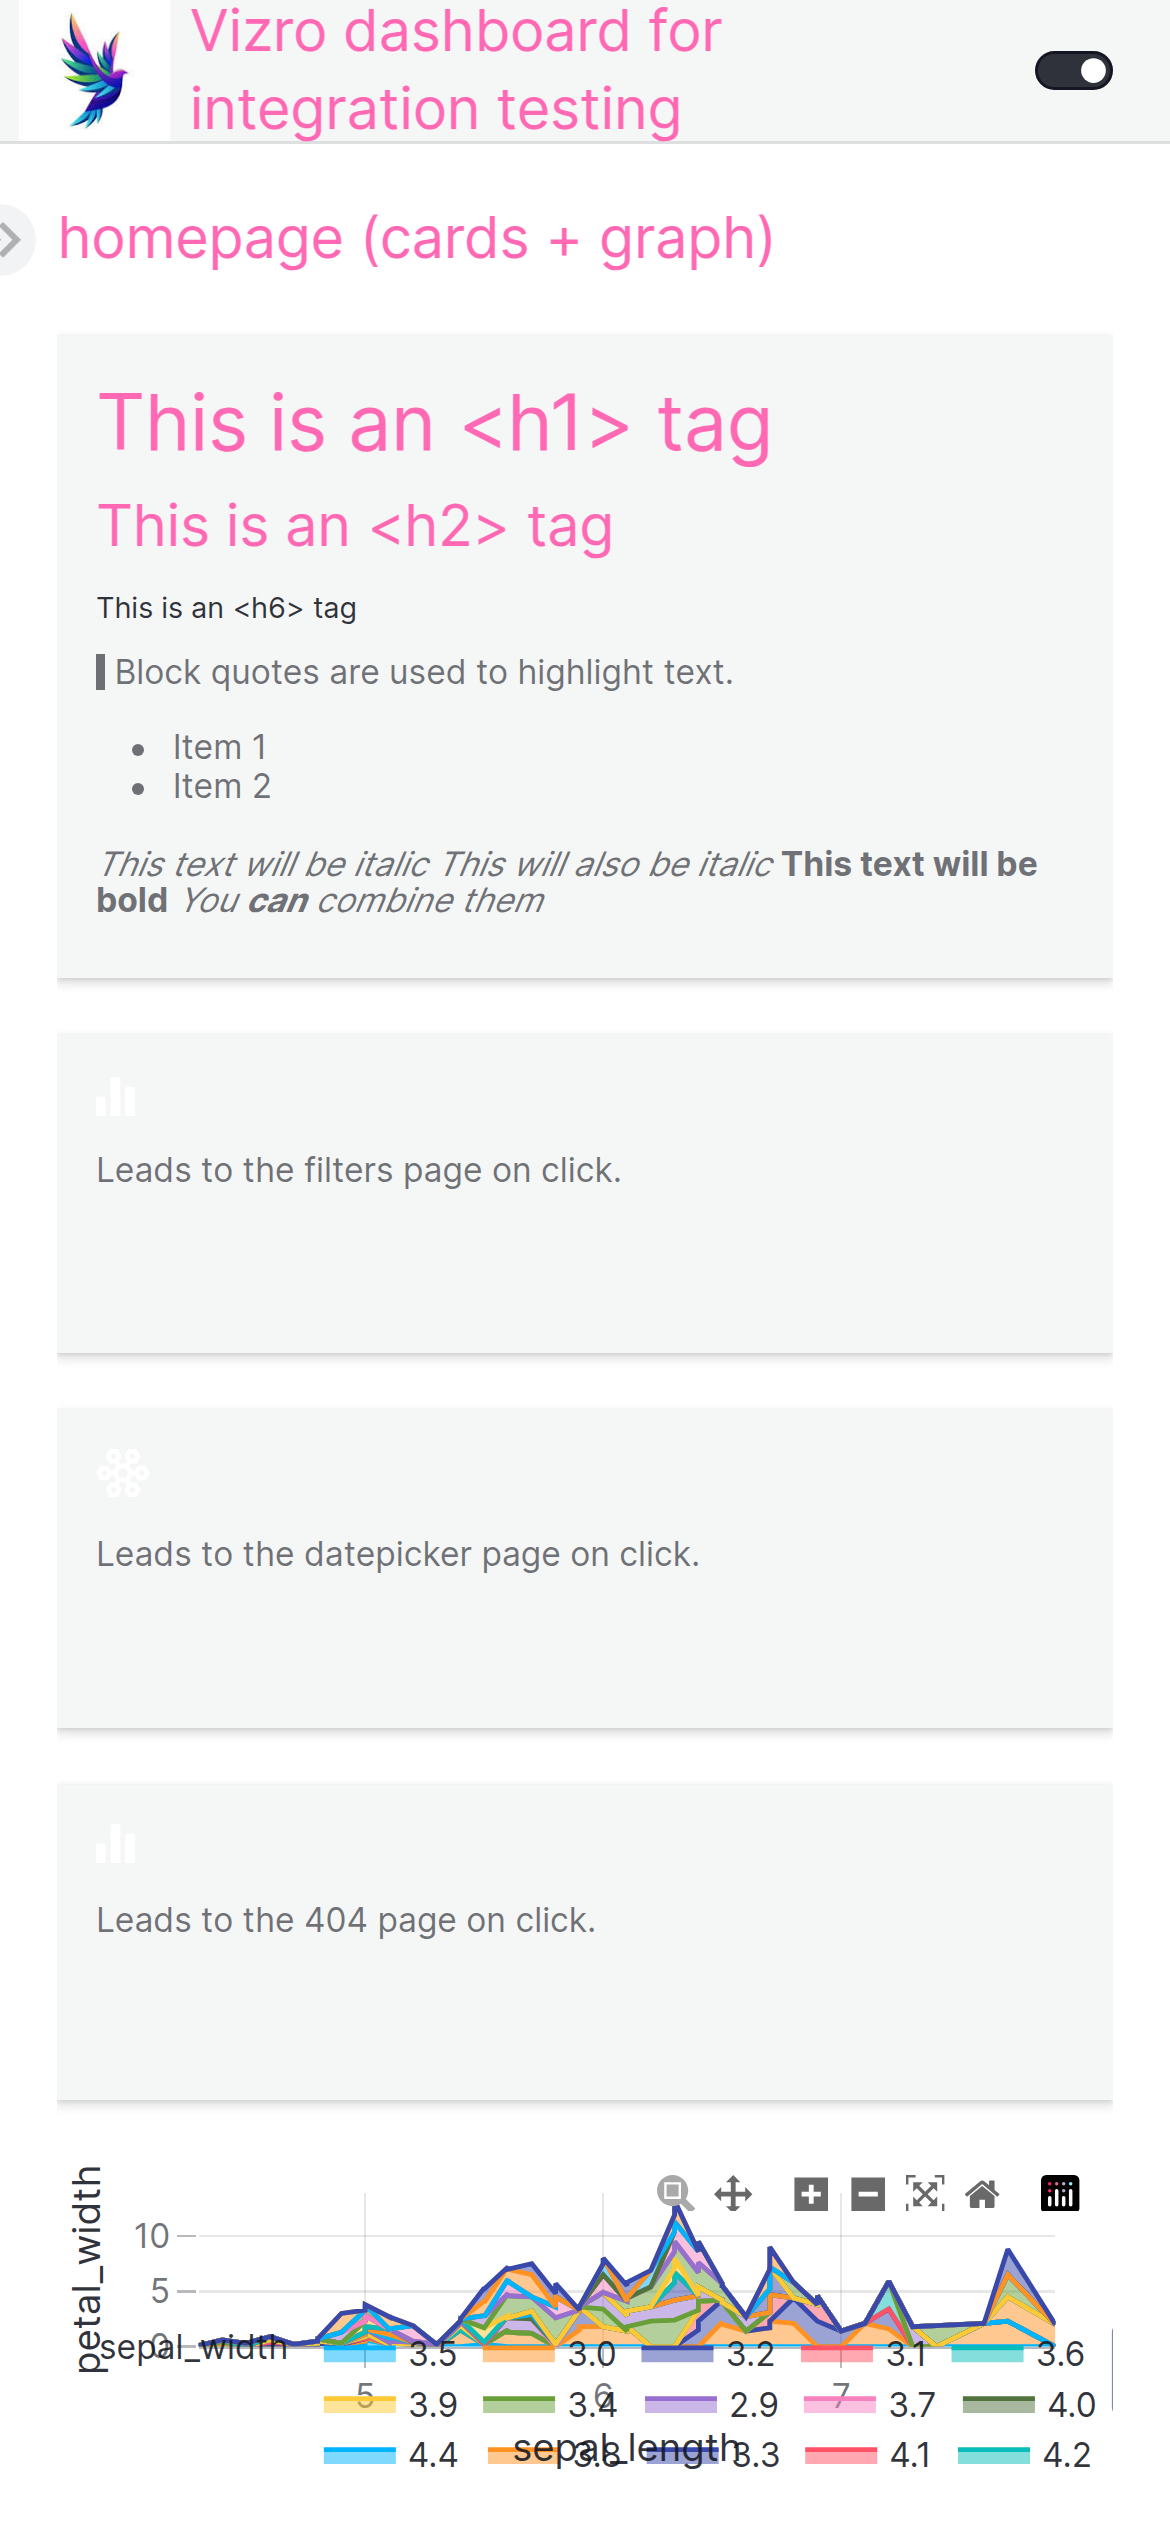 Vizro dashboard for
integration testing
homepage (cards + graph)
This is an <h1> tag
This is an <h2> tag
This is an <h6> tag
Block quotes are used to highlight text.
Item 1
Item 2
This text will be italic This will also be italic This text will be
bold You can combine them
Leads to the filters page on click.
Leads to the datepicker page on click.
Leads to the 404 page on click.
petal_width
10
5
0
sepal_width 3.5 3.0 3.2 3.1 3.6
5 6 7
3.9 3.4 2.9 3.7 4.0
sepal_length
4.4 3.8 3.3 4.1 4.2